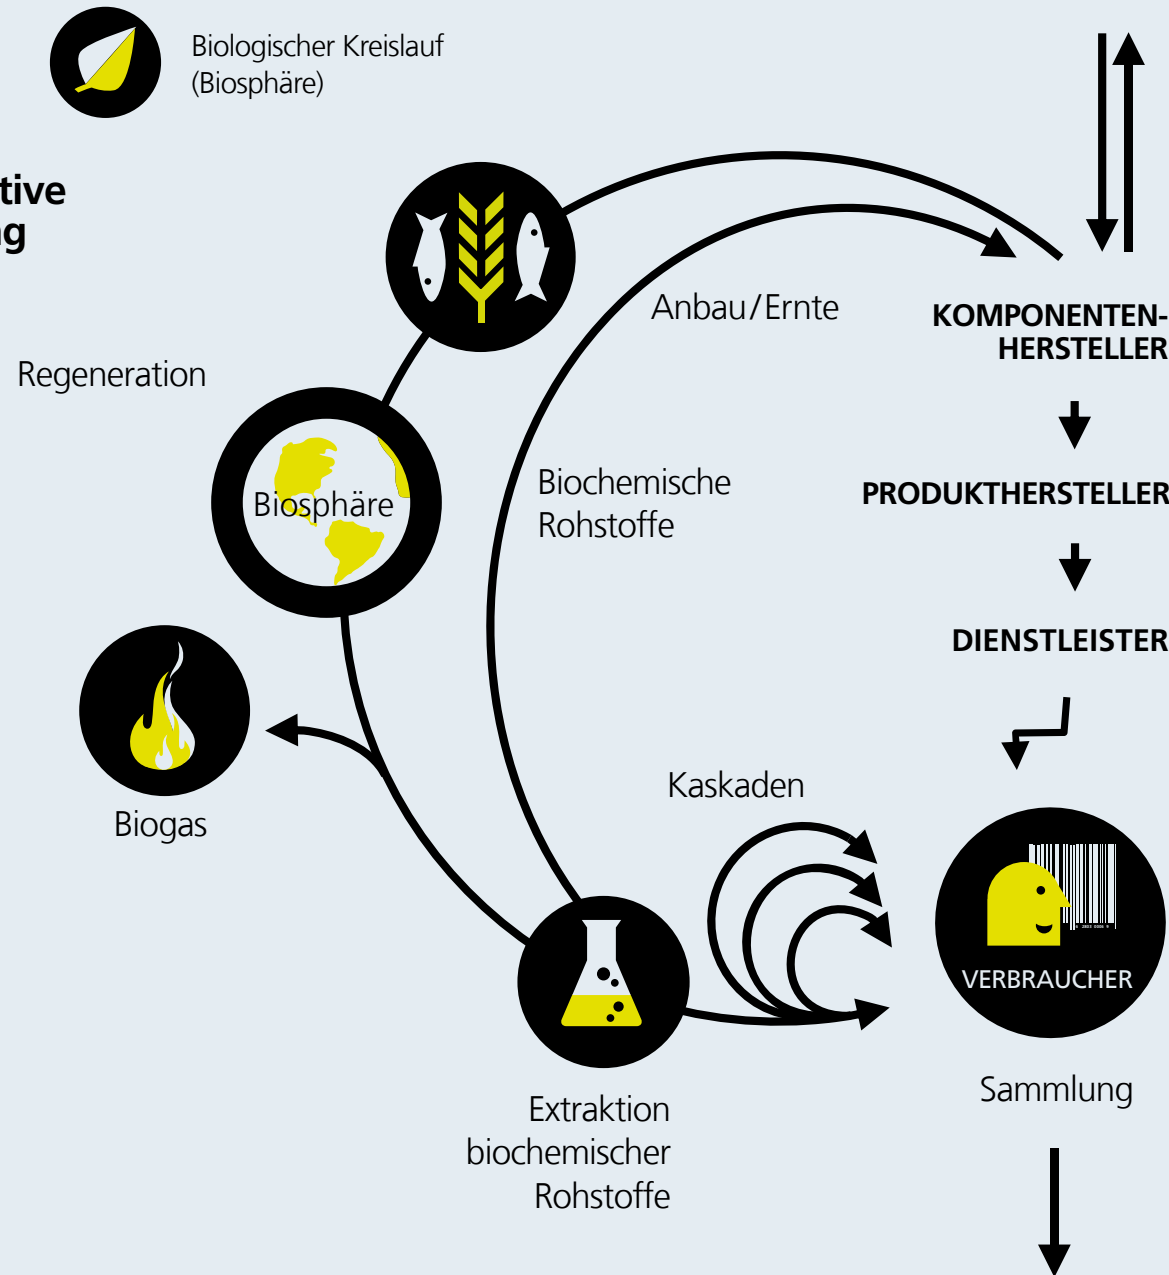 Biologischer Kreislauf
(Biosphäre)
tive
g
Anbau/Ernte
KOMPONENTEN-
HERSTELLER
Regeneration
Biosphäre
Biochemische
Rohstoffe
PRODUKTHERSTELLER
DIENSTLEISTER
Biogas
Kaskaden
VERBRAUCHER
Sammlung
Extraktion
biochemischer
Rohstoffe